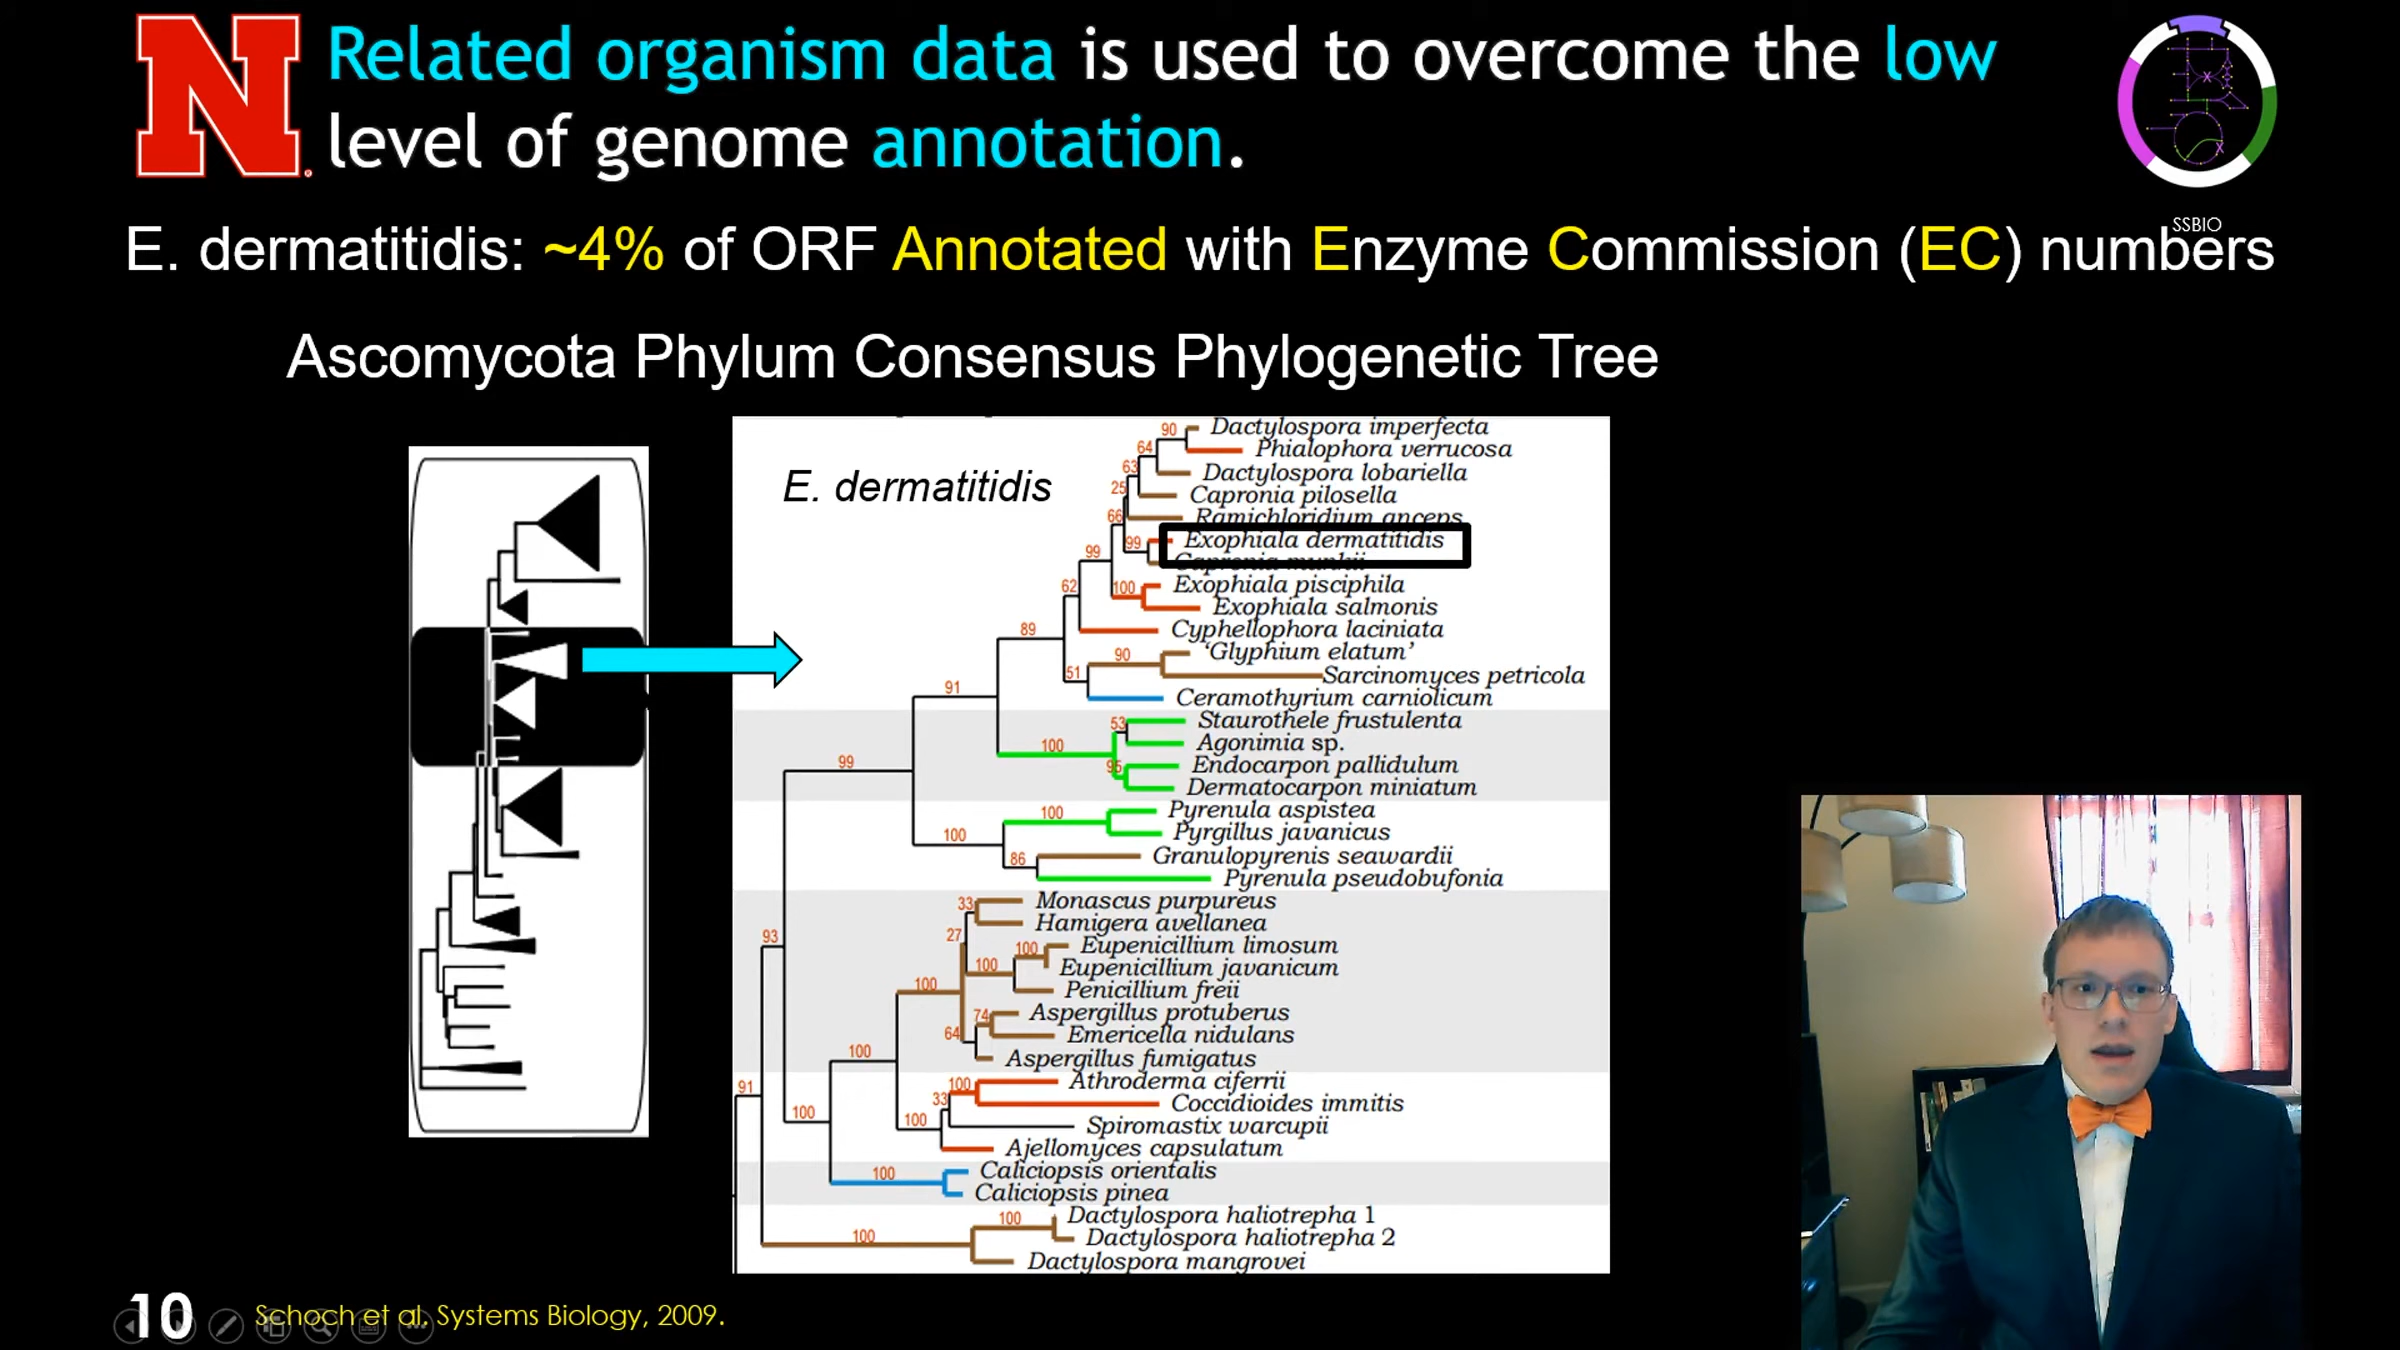 N
Related organism data is used to overcome the low
level of genome annotation.
SSBIO
E. dermatitidis: ~4% of ORF Annotated with Enzyme Commission (EC) numbers
Ascomycota Phylum Consensus Phylogenetic Tree
E. dermatitidis
90 Dactylospora imperfecta
64 Phialophora verrucosa
63 Dactylospora lobariella
25 Capronia pilosella
66 Ramichloridium anceps
99 99 Exophiala dermatitidis
Capronia munkii
62 100 Exophiala pisciphila
Exophiala salmonis
89 Cyphellophora laciniata
90 'Glyphium elatum'
51 Sarcinomyces petricola
91 Ceramothyrium carniolicum
53 Staurothele frustulenta
100 Agonimia sp.
99 95 Endocarpon pallidulum
Dermatocarpon miniatum
100 Pyrenula aspistea
100 Pyrgillus javanicus
86 Granulopyrenis seawardii
Pyrenula pseudobufonia
33 Monascus purpureus
93 27 Hamigera avellanea
100 Eupenicillium limosum
100 Eupenicillium javanicum
100 Penicillium freii
74 Aspergillus protuberus
64 Emericella nidulans
100 Aspergillus fumigatus
91 100 Athroderma ciferrii
100 33 Coccidioides immitis
100 Spiromastix warcupii
Ajellomyces capsulatum
100 Caliciopsis orientalis
Caliciopsis pinea
100 Dactylospora haliotrepha 1
100 Dactylospora haliotrepha 2
Dactylospora mangrovei
10
Schoch et al. Systems Biology, 2009.